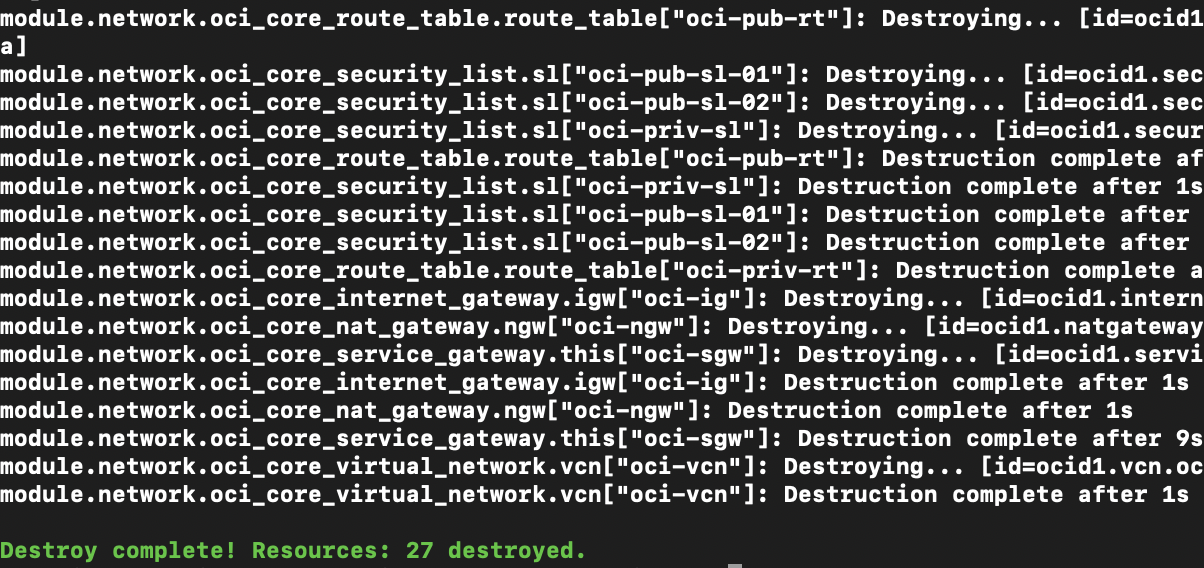 module.network.oci_core_route_table.route_table["oci-pub-rt"]: Destroying... [id=ocid1
a]
module.network.oci_core_security_list.sl["oci-pub-sl-01"]: Destroying... [id=ocid1.sec
module.network.oci_core_security_list.sl["oci-pub-sl-02"]: Destroying... [id=ocid1.sec
module.network.oci_core_security_list.sl["oci-priv-sl"]: Destroying... [id=ocid1.secur
module.network.oci_core_route_table.route_table["oci-pub-rt"]: Destruction complete af
module.network.oci_core_security_list.sl["oci-priv-sl"]: Destruction complete after 1s
module.network.oci_core_security_list.sl["oci-pub-sl-01"]: Destruction complete after
module.network.oci_core_security_list.sl["oci-pub-sl-02"]: Destruction complete after
module.network.oci_core_route_table.route_table["oci-priv-rt"]: Destruction complete a
module.network.oci_core_internet_gateway.igw["oci-ig"]: Destroying... [id=ocid1.intern
module.network.oci_core_nat_gateway.ngw["oci-ngw"]: Destroying... [id=ocid1.natgateway
module.network.oci_core_service_gateway.this["oci-sgw"]: Destroying... [id=ocid1.servi
module.network.oci_core_internet_gateway.igw["oci-ig"]: Destruction complete after 1s
module.network.oci_core_nat_gateway.ngw["oci-ngw"]: Destruction complete after 1s
module.network.oci_core_service_gateway.this["oci-sgw"]: Destruction complete after 9s
module.network.oci_core_virtual_network.vcn["oci-vcn"]: Destroying... [id=ocid1.vcn.oc
module.network.oci_core_virtual_network.vcn["oci-vcn"]: Destruction complete after 1s
Destroy complete! Resources: 27 destroyed.